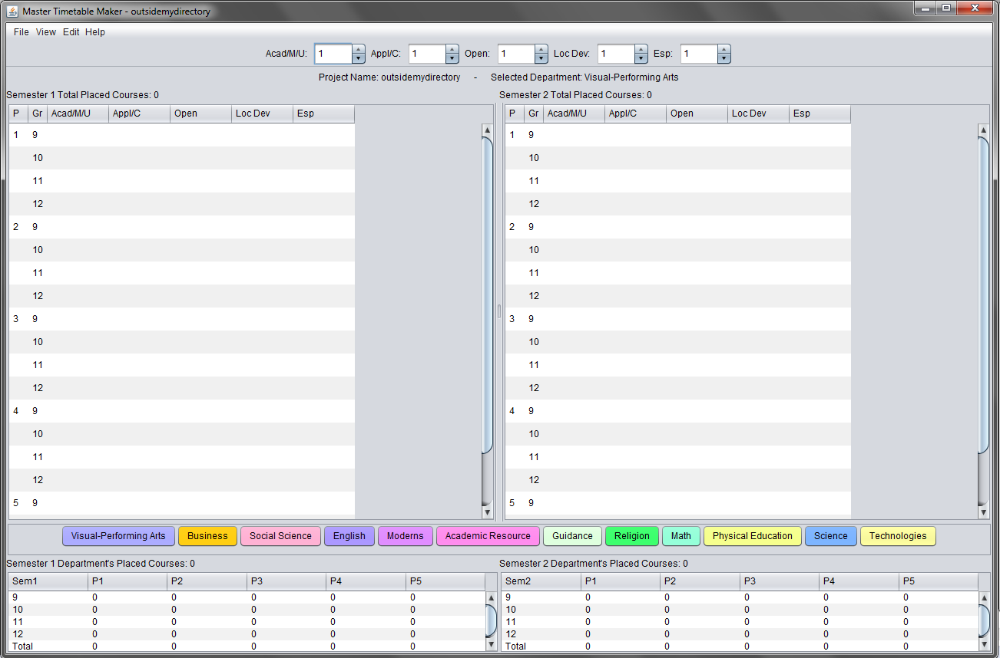 Master Timetable Maker - outsidemydirectory
File View Edit Help
Acad/M/U: 1 Appl/C: 1 Open: 1 Loc Dev: 1 Esp: 1
Project Name: outsidemydirectory - Selected Department: Visual-Performing Arts
Semester 1 Total Placed Courses: 0 Semester 2 Total Placed Courses: 0
P Gr Acad/M/U Appl/C Open Loc Dev Esp P Gr Acad/M/U Appl/C Open Loc Dev Esp
1 9 1 9
10 10
11 11
12 12
2 9 2 9
10 10
11 11
12 12
3 9 3 9
10 10
11 11
12 12
4 9 4 9
10 10
11 11
12 12
5 9 5 9
Visual-Performing Arts Business Social Science English Moderns Academic Resource Guidance Religion Math Physical Education Science Technologies
Semester 1 Department's Placed Courses: 0 Semester 2 Department's Placed Courses: 0
Sem1 P1 P2 P3 P4 P5 Sem2 P1 P2 P3 P4 P5
9 0 0 0 0 0 9 0 0 0 0 0
10 0 0 0 0 0 10 0 0 0 0 0
11 0 0 0 0 0 11 0 0 0 0 0
12 0 0 0 0 0 12 0 0 0 0 0
Total 0 0 0 0 0 Total 0 0 0 0 0